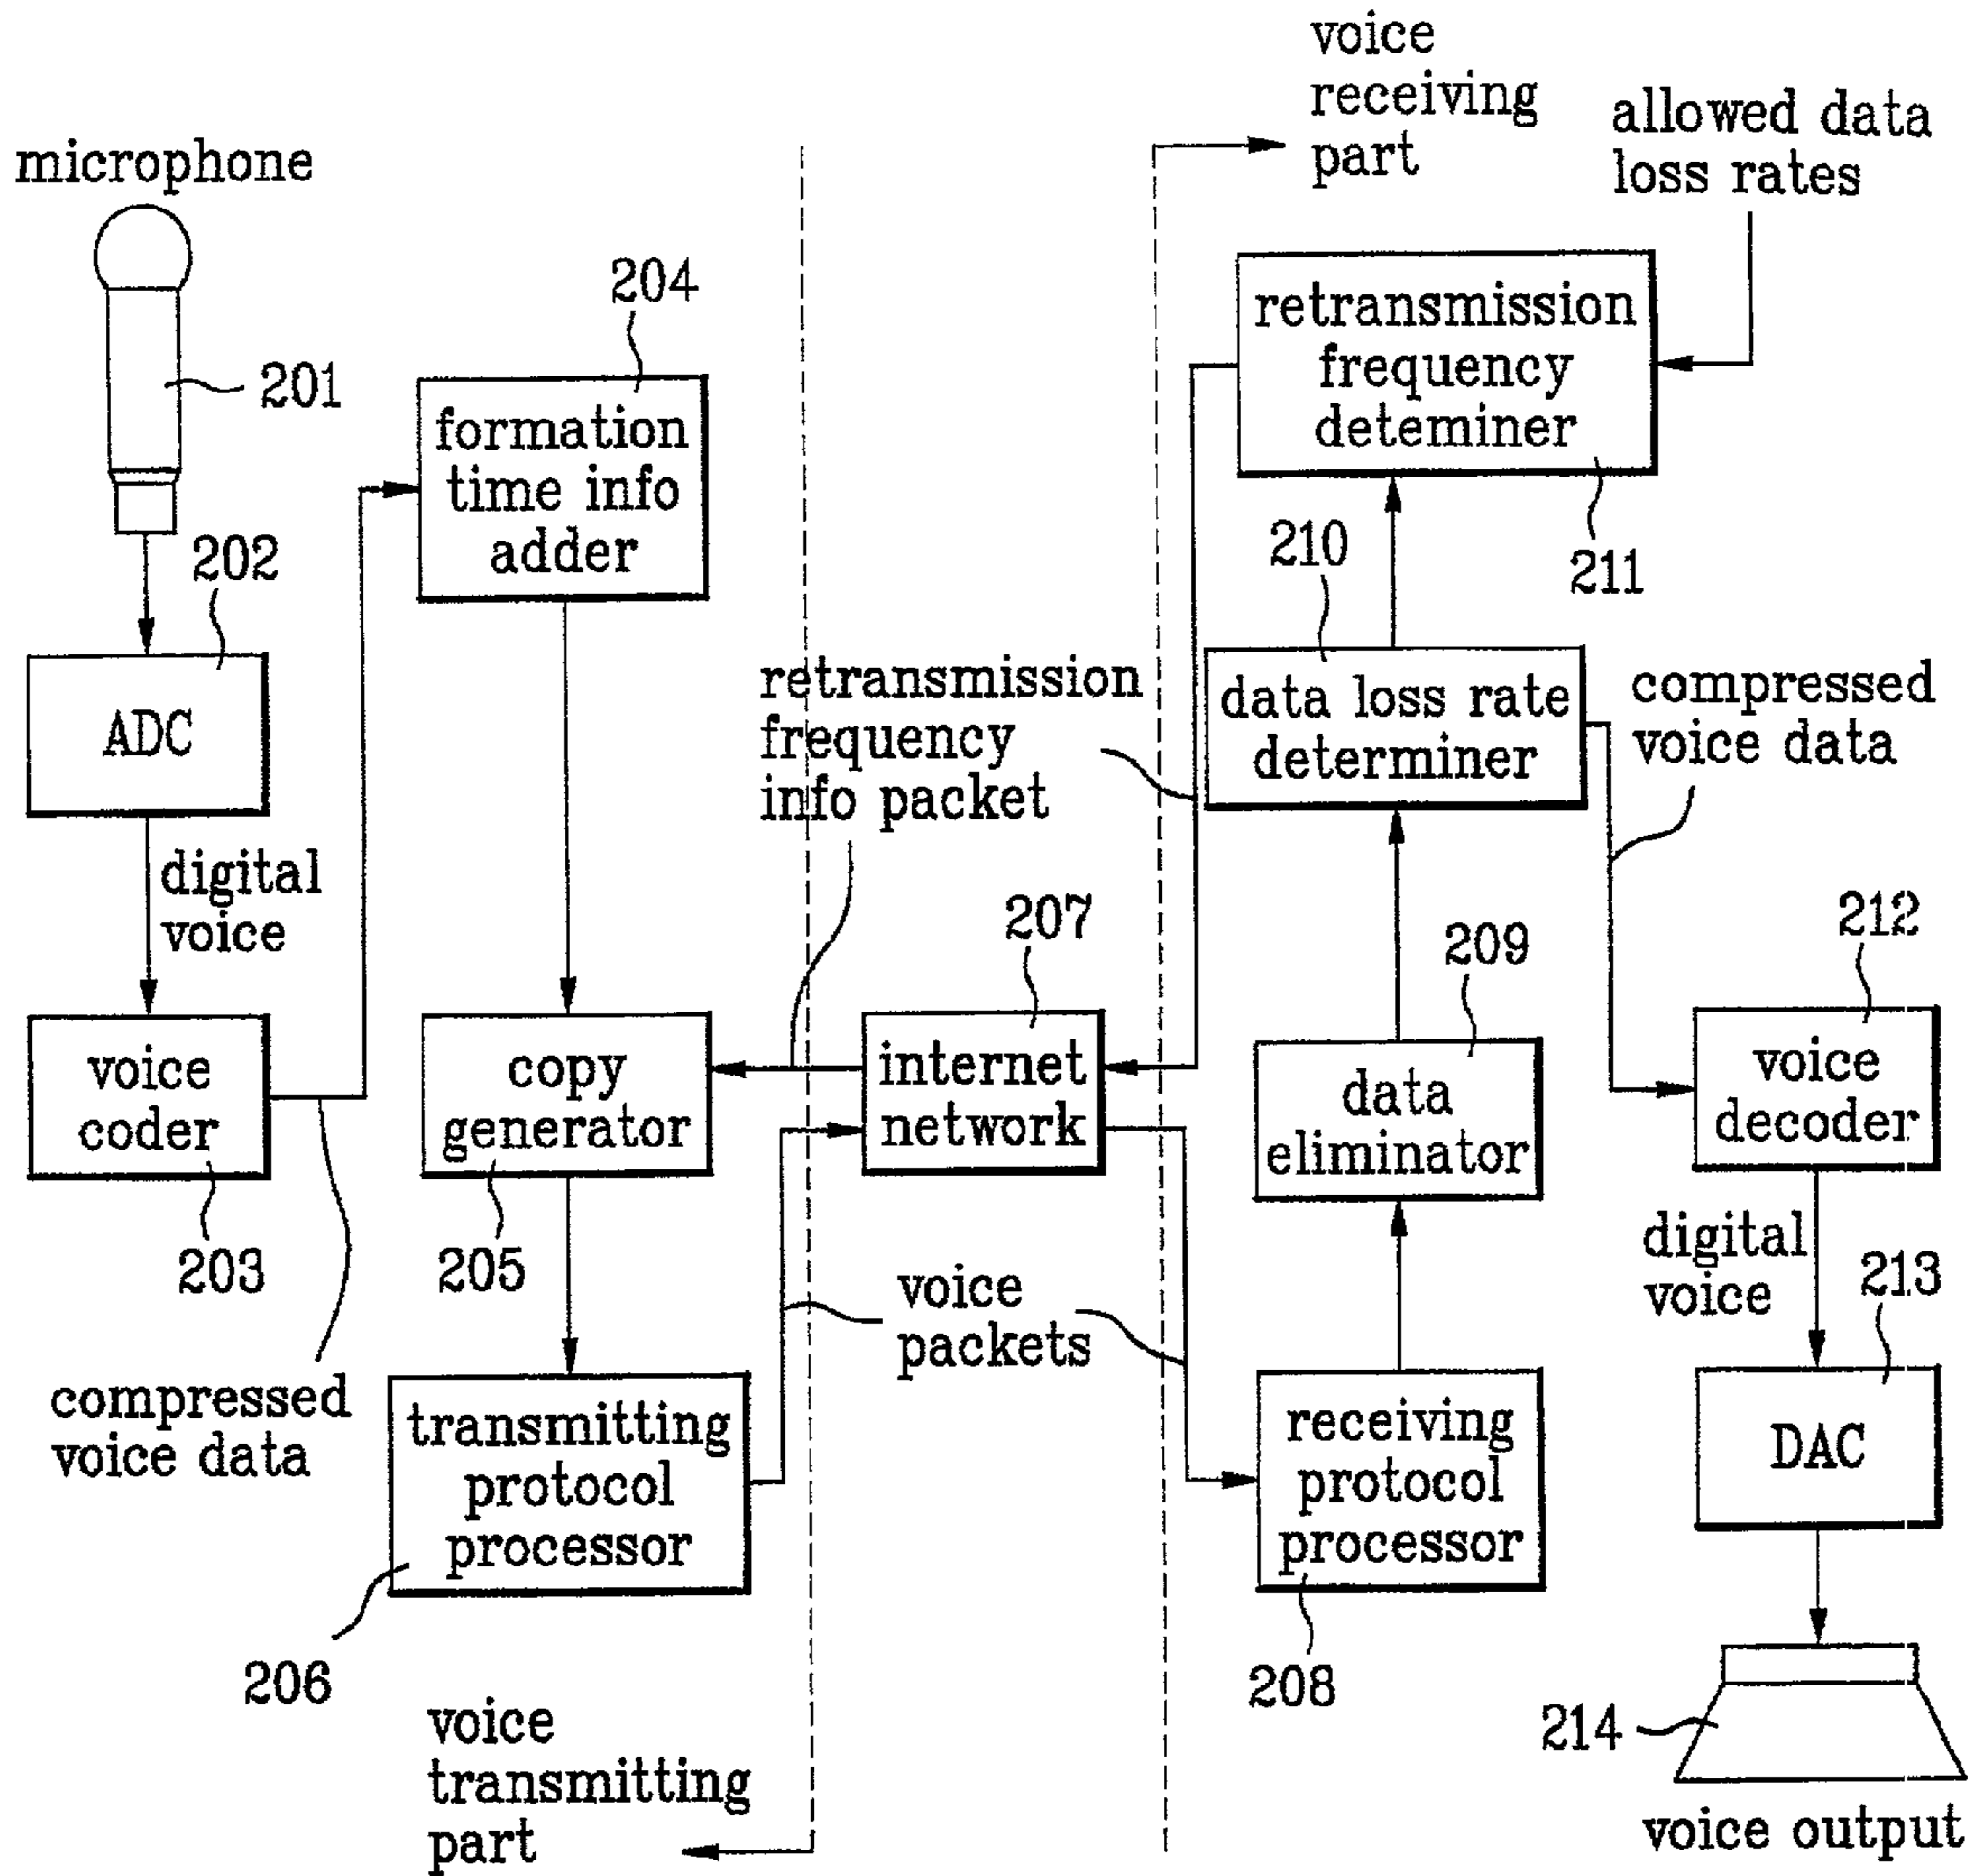 voice
receiving
part
allowed data
loss rates
microphone
201
202
ADC
digital
voice
voice
coder
203
compressed
voice data
204
formation
time info
adder
copy
generator
205
transmitting
protocol
processor
206
voice
transmitting
part
retransmission
frequency
info packet
207
internet
network
voice
packets
retransmission
frequency
deteminer
211
210
data loss rate
determiner
compressed
voice data
209
data
eliminator
receiving
protocol
processor
208
212
voice
decoder
digital
voice
213
DAC
214
voice output